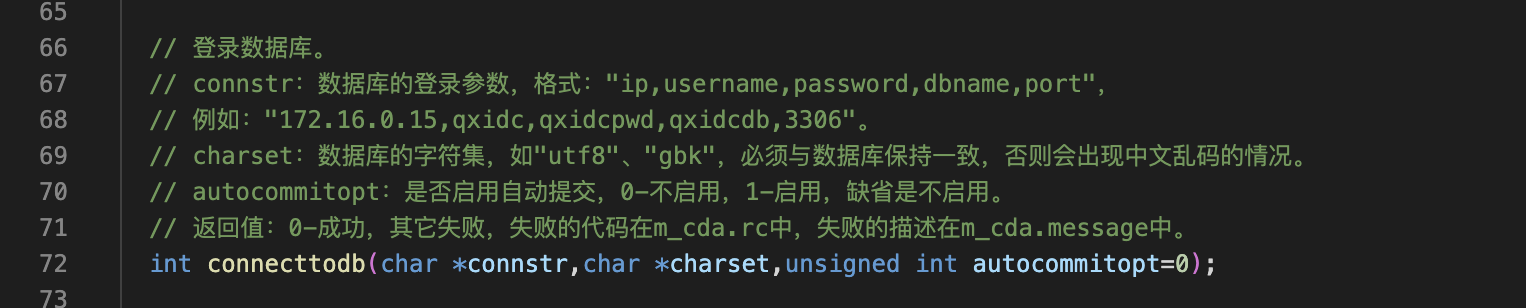 65
66 // 登录数据库。
67 // connstr：数据库的登录参数，格式："ip,username,password,dbname,port"，
68 // 例如："172.16.0.15,qxidc,qxidcpwd,qxidcdb,3306"。
69 // charset：数据库的字符集，如"utf8"、"gbk"，必须与数据库保持一致，否则会出现中文乱码的情况。
70 // autocommitopt：是否启用自动提交，0-不启用，1-启用，缺省是不启用。
71 // 返回值：0-成功，其它失败，失败的代码在m_cda.rc中，失败的描述在m_cda.message中。
72 int connecttodb(char *connstr,char *charset,unsigned int autocommitopt=0);
73